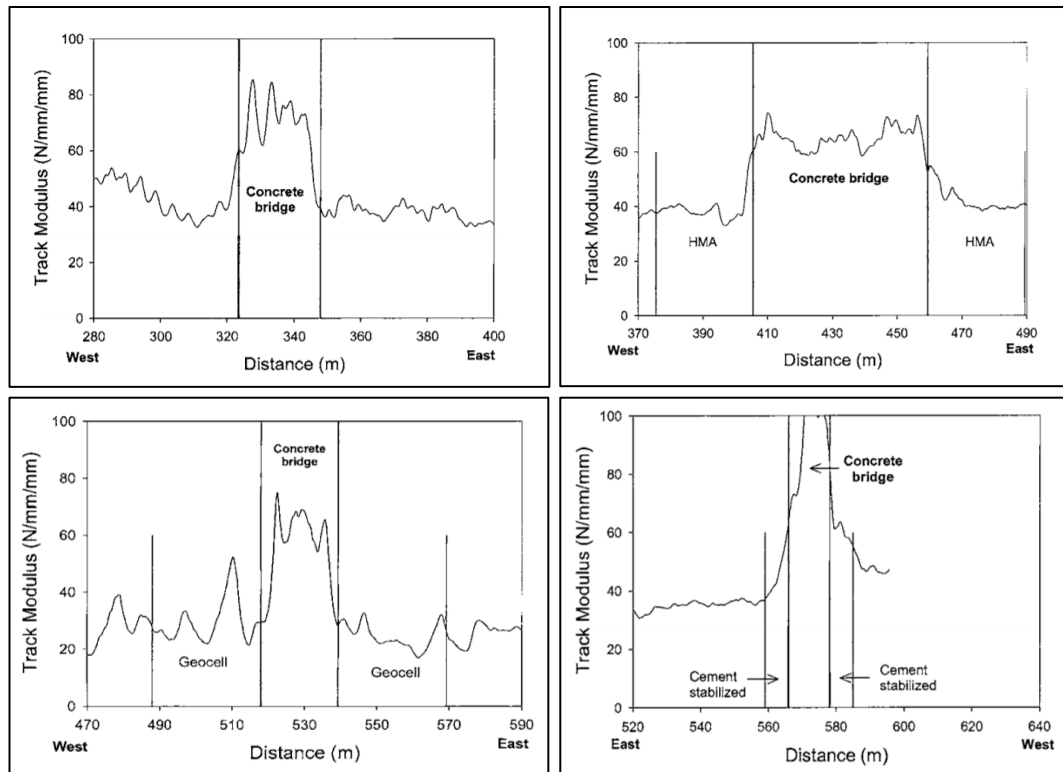 100
80
60
40
20
0
Track Modulus (N/mm/mm)
Concrete
bridge
280 300 320 340 360 380 400
West East
Distance (m)
100
80
60
40
20
0
Track Modulus (N/mm/mm)
Concrete bridge
HMA HMA
370 390 410 430 450 470 490
West East
Distance (m)
100
80
60
40
20
0
Track Modulus (N/mm/mm)
Concrete
bridge
Geocell Geocell
470 490 510 530 550 570 590
West East
Distance (m)
100
80
60
40
20
0
Track Modulus (N/mm/mm)
Concrete
bridge
Cement
stabilized
Cement
stabilized
520 540 560 580 600 620 640
East West
Distance (m)